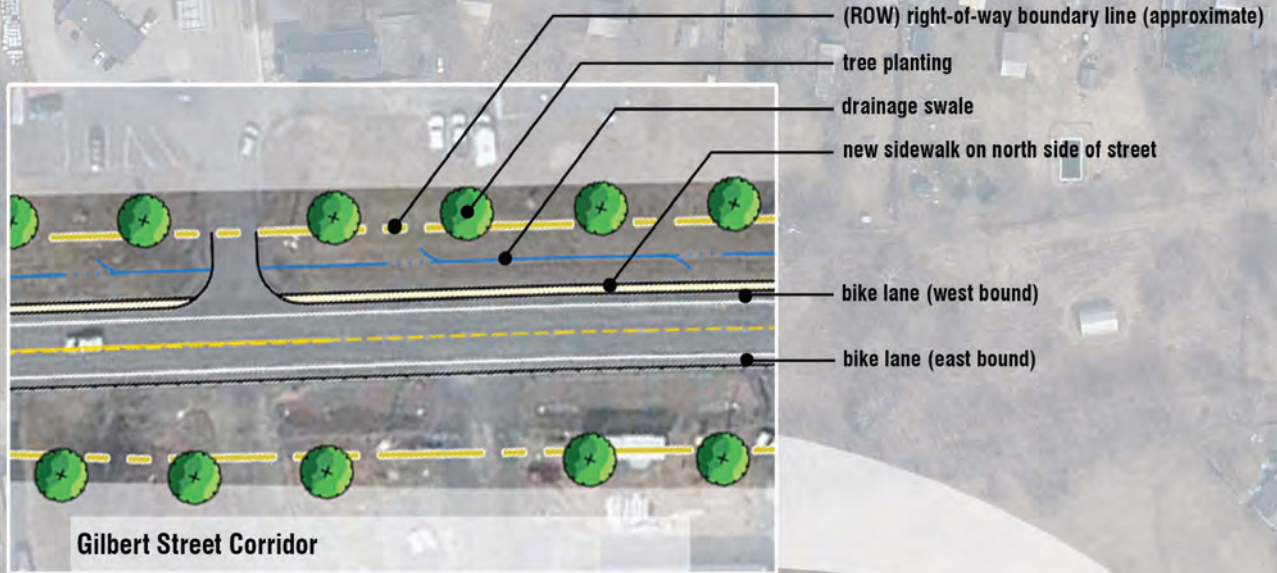 (ROW) right-of-way boundary line (approximate)
tree planting
drainage swale
new sidewalk on north side of street
bike lane (west bound)
bike lane (east bound)
Gilbert Street Corridor